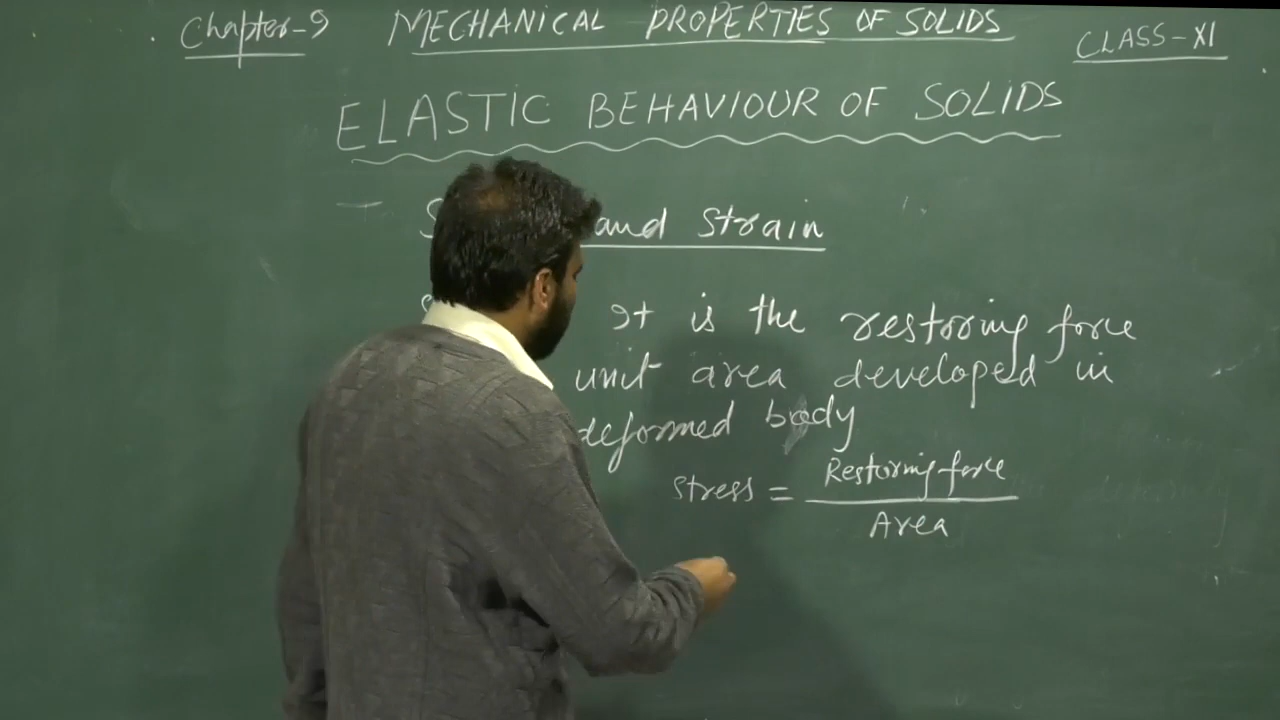 Chapter-9 MECHANICAL PROPERTIES OF SOLIDS CLASS-XI
ELASTIC BEHAVIOUR OF SOLIDS
and Strain
It is the restoring force
unit area developed in
deformed body
Stress = Restoring force
Area